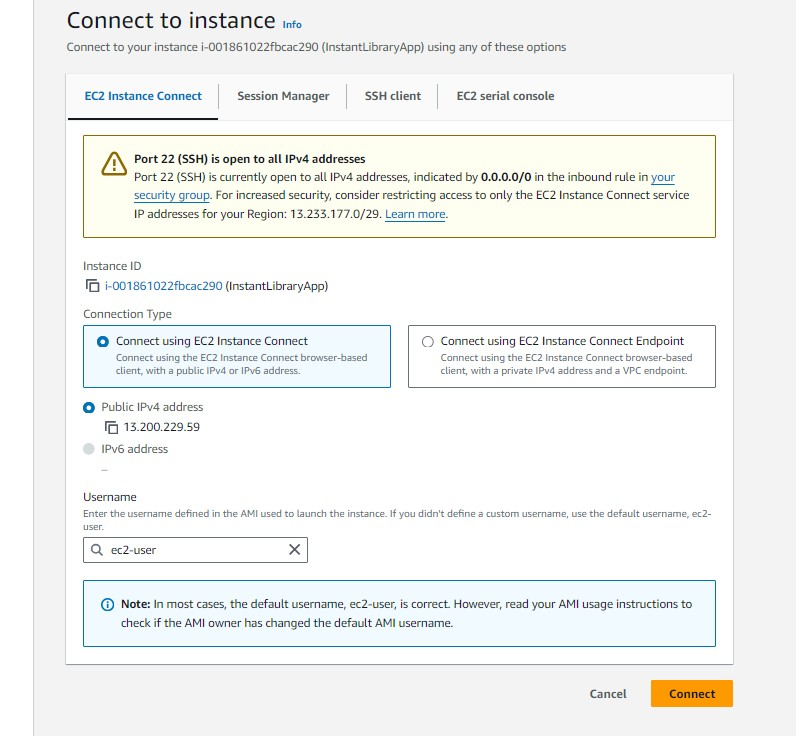 Connect to instance Info
Connect to your instance i-001861022fbcac290 (InstantLibraryApp) using any of these options
EC2 Instance Connect
Session Manager
SSH client
EC2 serial console
Port 22 (SSH) is open to all IPv4 addresses
Port 22 (SSH) is currently open to all IPv4 addresses, indicated by 0.0.0.0/0 in the inbound rule in your
security group. For increased security, consider restricting access to only the EC2 Instance Connect service
IP addresses for your Region: 13.233.177.0/29. Learn more.
Instance ID
i-001861022fbcac290 (InstantLibraryApp)
Connection Type
Connect using EC2 Instance Connect
Connect using the EC2 Instance Connect browser-based
client, with a public IPv4 or IPv6 address.
Connect using EC2 Instance Connect Endpoint
Connect using the EC2 Instance Connect browser-based
client, with a private IPv4 address and a VPC endpoint.
Public IPv4 address
13.200.229.59
IPv6 address
–
Username
Enter the username defined in the AMI used to launch the instance. If you didn't define a custom username, use the default username, ec2-
user.
ec2-user
Note: In most cases, the default username, ec2-user, is correct. However, read your AMI usage instructions to
check if the AMI owner has changed the default AMI username.
Cancel
Connect